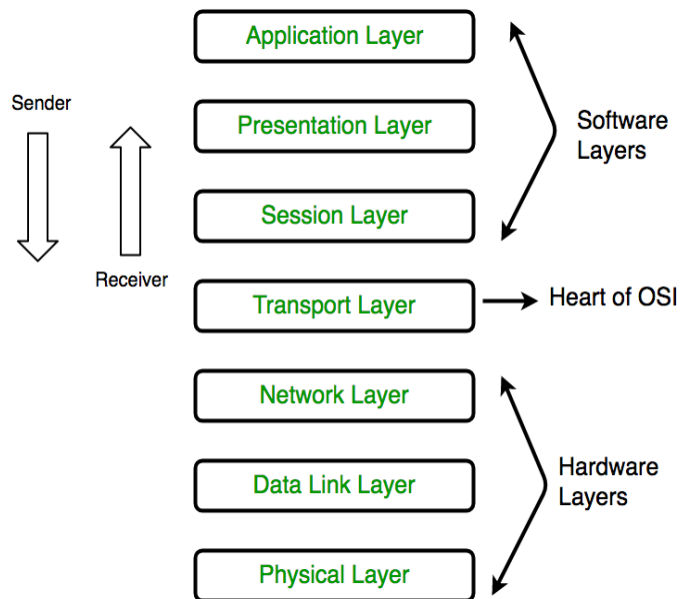 Application Layer
Sender
Presentation Layer
Software
Layers
Session Layer
Receiver
Transport Layer
Heart of OSI
Network Layer
Hardware
Layers
Data Link Layer
Physical Layer